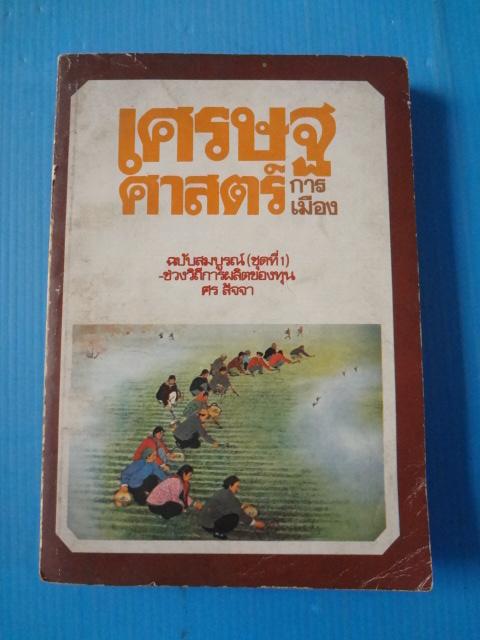 เศรษฐ
ศาสตร์การ
เมือง
ฉบับสมบูรณ์ (ชุดที่ 1)
-ช่วงวิถีการผลิตของทุน
ศร สัจจา